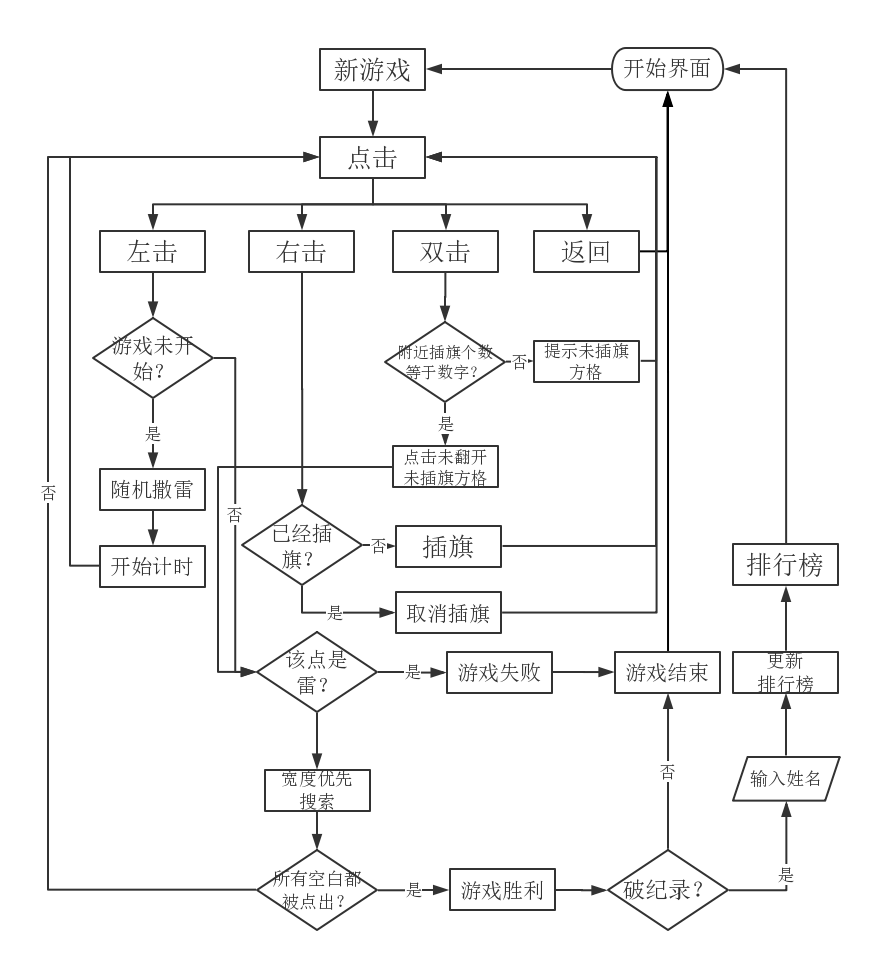 新游戏
开始界面
点击
左击
右击
双击
返回
游戏未开
始？
附近插旗个数
等于数字？
否
提示未插旗
方格
是
是
点击未翻开
未插旗方格
随机撒雷
否
否
已经插
旗？
否
插旗
开始计时
排行榜
是
取消插旗
该点是
雷？
是
游戏失败
游戏结束
更新
排行榜
否
输入姓名
宽度优先
搜索
所有空白都
被点出？
是
游戏胜利
破纪录？
是